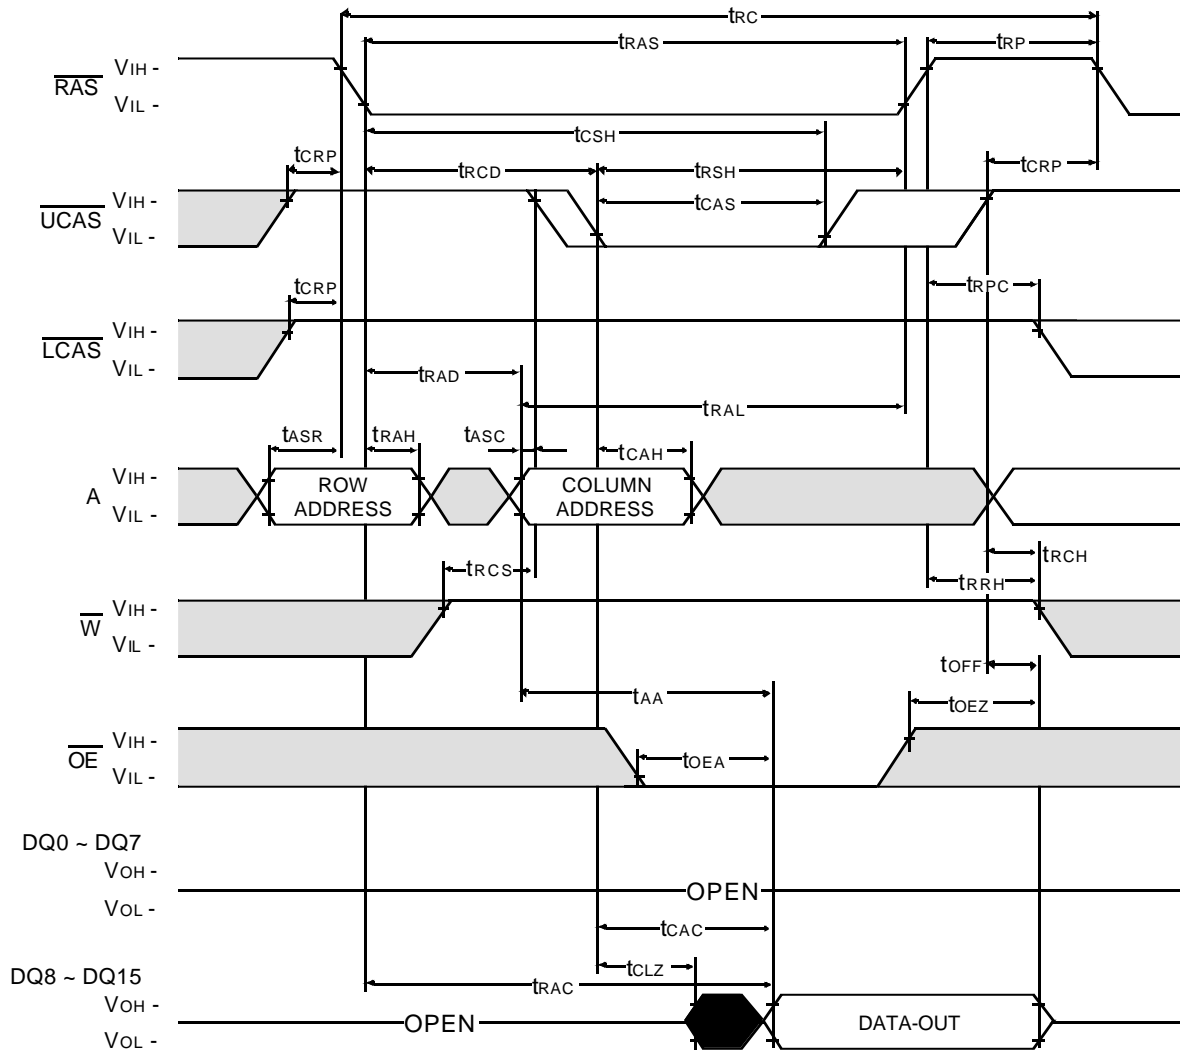 tRC
tRAS
tRP
RAS
VIH -
VIL -
tCSH
tCRP
tRCD
tRSH
tCRP
UCAS
VIH -
VIL -
tCAS
tCRP
tRPC
LCAS
VIH -
VIL -
tRAD
tRAL
tASR
tRAH
tASC
tCAH
A
VIH -
VIL -
ROW
ADDRESS
COLUMN
ADDRESS
tRCS
tRCH
tRRH
W
VIH -
VIL -
tOFF
tAA
tOEZ
OE
VIH -
VIL -
tOEA
DQ0 ~ DQ7
VOH -
VOL -
OPEN
tCAC
DQ8 ~ DQ15
tCLZ
tRAC
VOH -
VOL -
OPEN
DATA-OUT